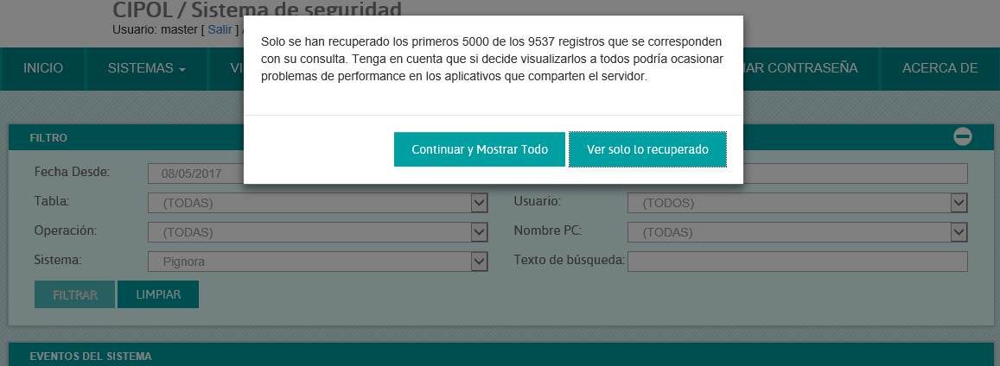 CIPOL / Sistema de seguridad
Usuario: master [ Salir ] /
Solo se han recuperado los primeros 5000 de los 9537 registros que se corresponden
con su consulta. Tenga en cuenta que si decide visualizarlos a todos podría ocasionar
problemas de performance en los aplicativos que comparten el servidor.
INICIO SISTEMAS VI IAR CONTRASEÑA ACERCA DE
Continuar y Mostrar Todo Ver solo lo recuperado
FILTRO
Fecha Desde: 08/05/2017
Tabla: (TODAS) Usuario: (TODOS)
Operación: (TODAS) Nombre PC: (TODAS)
Sistema: Pignora Texto de búsqueda:
FILTRAR LIMPIAR
EVENTOS DEL SISTEMA